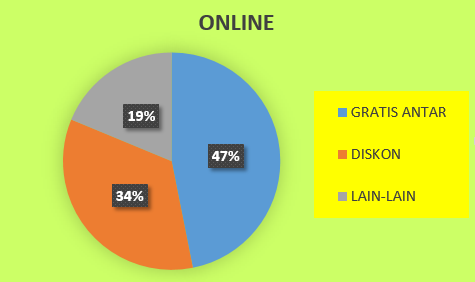 ONLINE
19%
47%
34%
GRATIS ANTAR
DISKON
LAIN-LAIN